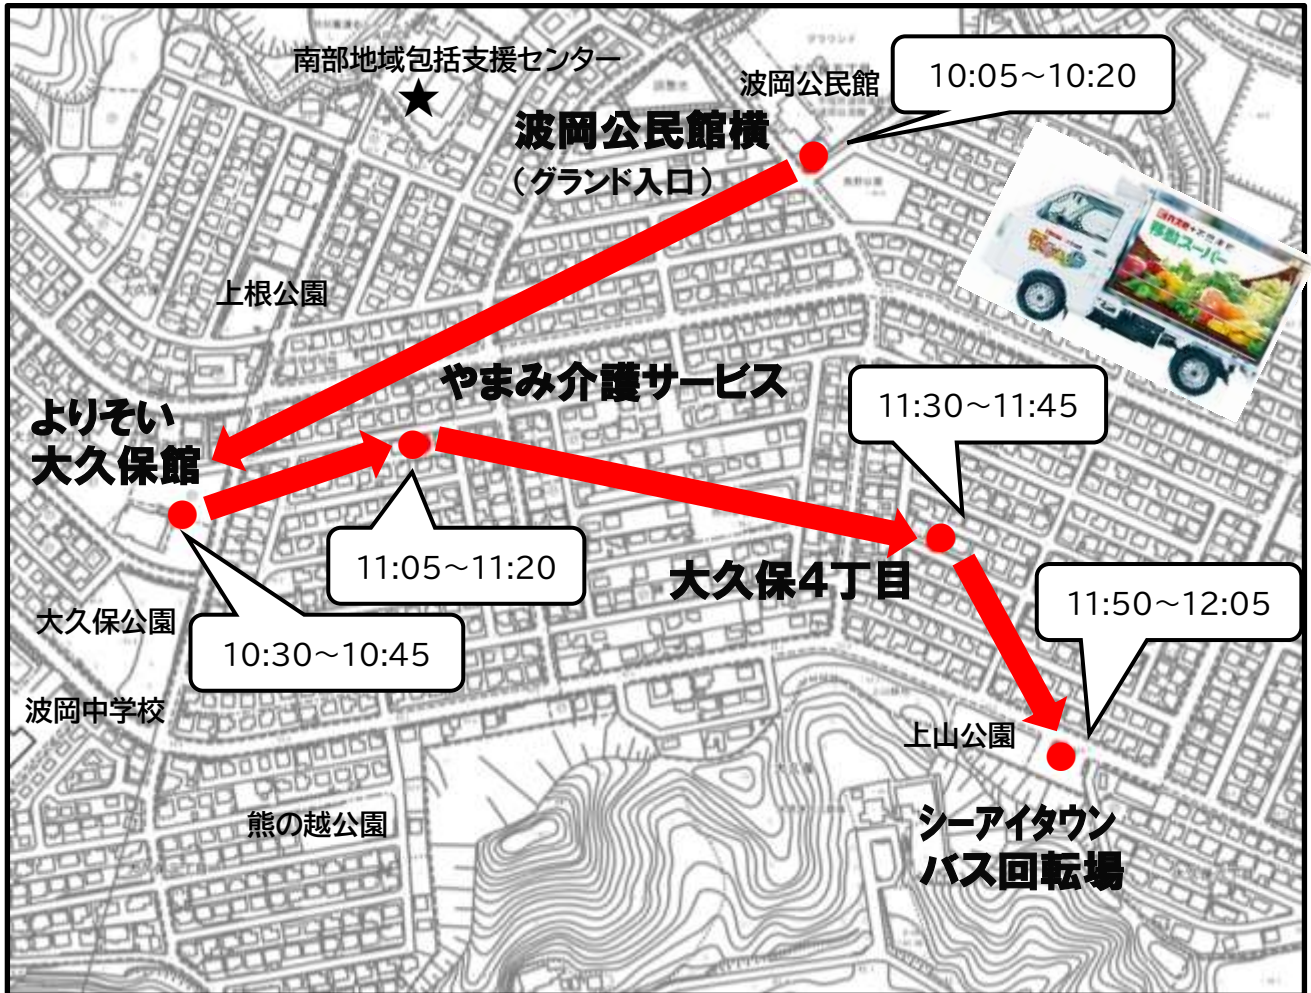 南部地域包括支援センター
★
波岡公民館
10:05～10:20
波岡公民館横
（グランド入口）
グラウンド
移動スーパー
上根公園
やまみ介護サービス
よりそい
大久保館
11:30～11:45
11:05～11:20
大久保4丁目
11:50～12:05
大久保公園
10:30～10:45
波岡中学校
上山公園
熊の越公園
シーアイタウン
バス回転場